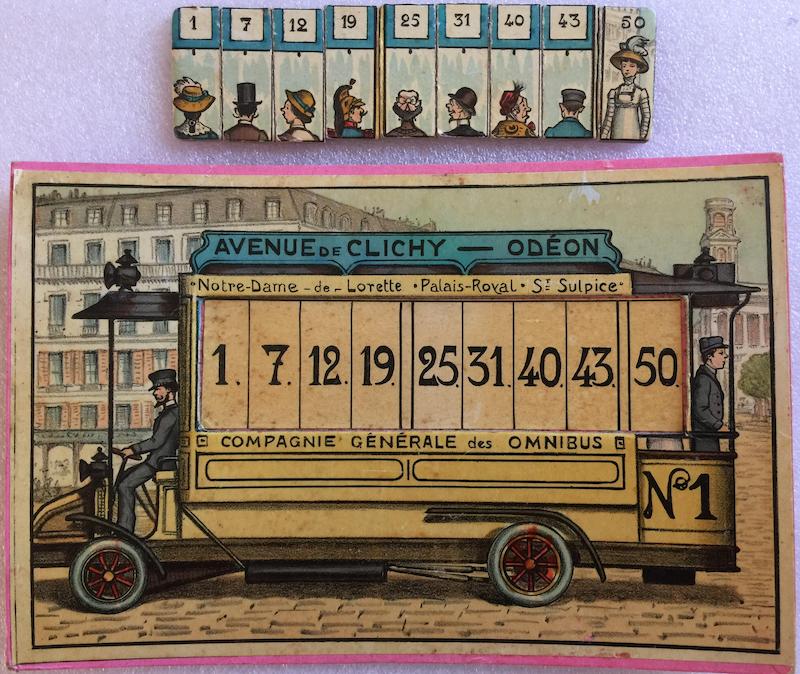 1 7 12 19 25 31 40 43 50
AVENUE DE CLICHY — ODÉON
Notre-Dame - de - Lorette • Palais-Royal • St Sulpice
1. 7. 12. 19. 25. 31. 40. 43. 50.
COMPAGNIE GÉNÉRALE des OMNIBUS
No 1